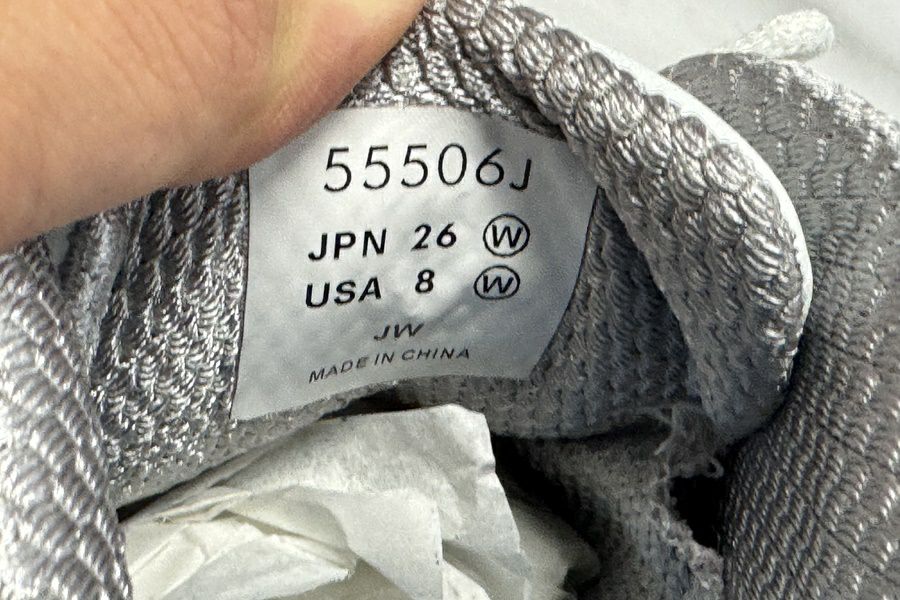 55506J
JPN 26 Ⓦ
USA 8 Ⓦ
JW
MADE IN CHINA